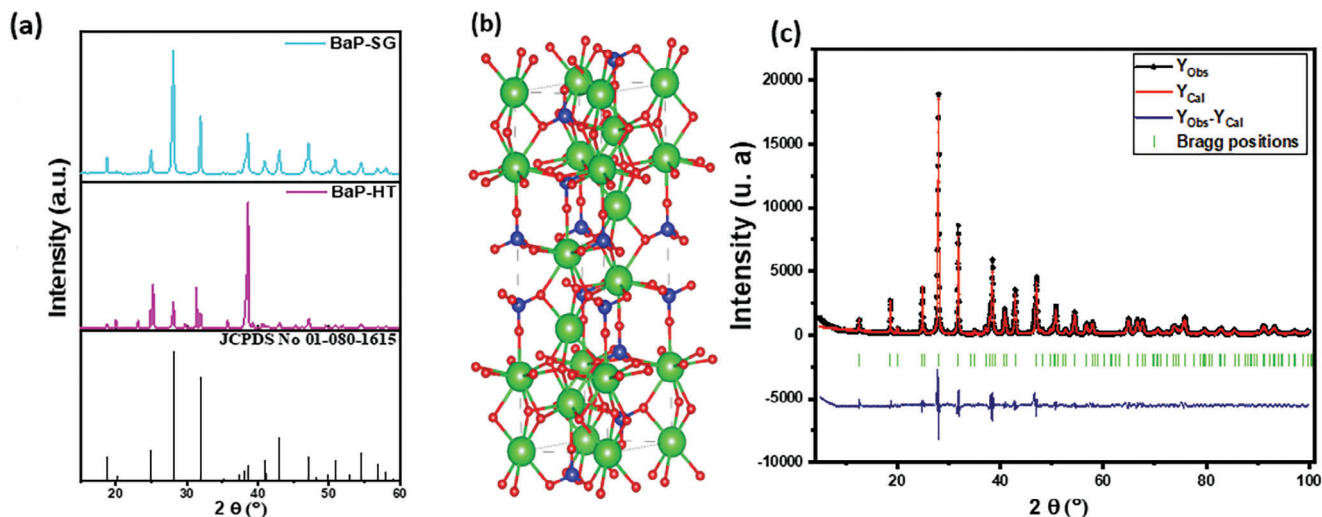 (a)
BaP-SG
BaP-HT
JCPDS No 01-080-1615
Intensity (a.u.)
20 30 40 50 60
2 θ (°)
(b)
(c)
Y_Obs
Y_Cal
Y_Obs-Y_Cal
Bragg positions
Intensity (u. a)
20000
15000
10000
5000
0
-5000
-10000
20 40 60 80 100
2 θ (°)